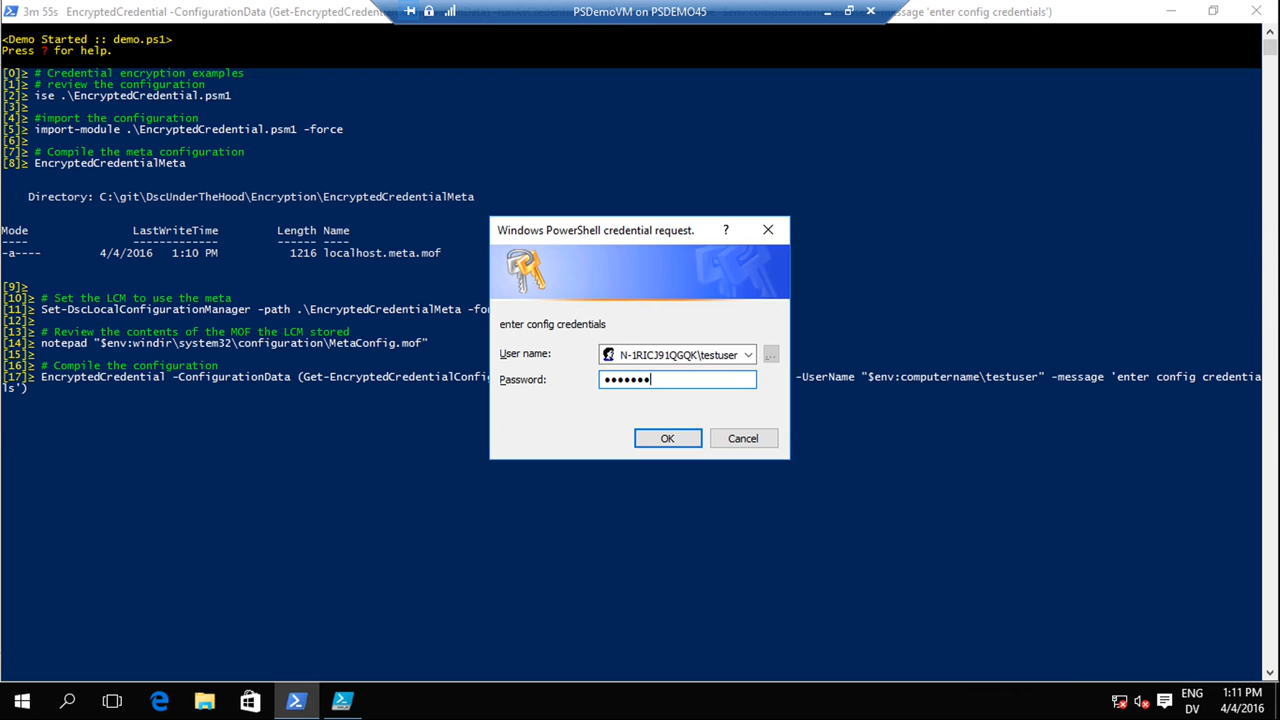 3m 55s EncryptedCredential -ConfigurationData (Get-EncryptedCredent
PSDemoVM on PSDEMO45
message 'enter config credentials')
<Demo Started :: demo.ps1>
Press ? for help.
[0]> # Credential encryption examples
[1]> # review the configuration
[2]> ise .\EncryptedCredential.psm1
[3]>
[4]> #import the configuration
[5]> import-module .\EncryptedCredential.psm1 -force
[6]>
[7]> # Compile the meta configuration
[8]> EncryptedCredentialMeta
Directory: C:\git\DscUnderTheHood\Encryption\EncryptedCredentialMeta
Mode LastWriteTime Length Name
---- ------------- ------ ----
-a---- 4/4/2016 1:10 PM 1216 localhost.meta.mof
[9]>
[10]> # Set the LCM to use the meta
[11]> Set-DscLocalConfigurationManager -path .\EncryptedCredentialMeta -fo
[12]>
[13]> # Review the contents of the MOF the LCM stored
[14]> notepad "$env:windir\system32\configuration\MetaConfig.mof"
[15]>
[16]> # Compile the configuration
[17]> EncryptedCredential -ConfigurationData (Get-EncryptedCredentialConfi
-UserName "$env:computername\testuser" -message 'enter config credentia
ls')
Windows PowerShell credential request.
?
enter config credentials
User name:
N-1RICJ91QGQK\testuser
...
Password:
•••••••
OK
Cancel
ENG
DV
1:11 PM
4/4/2016